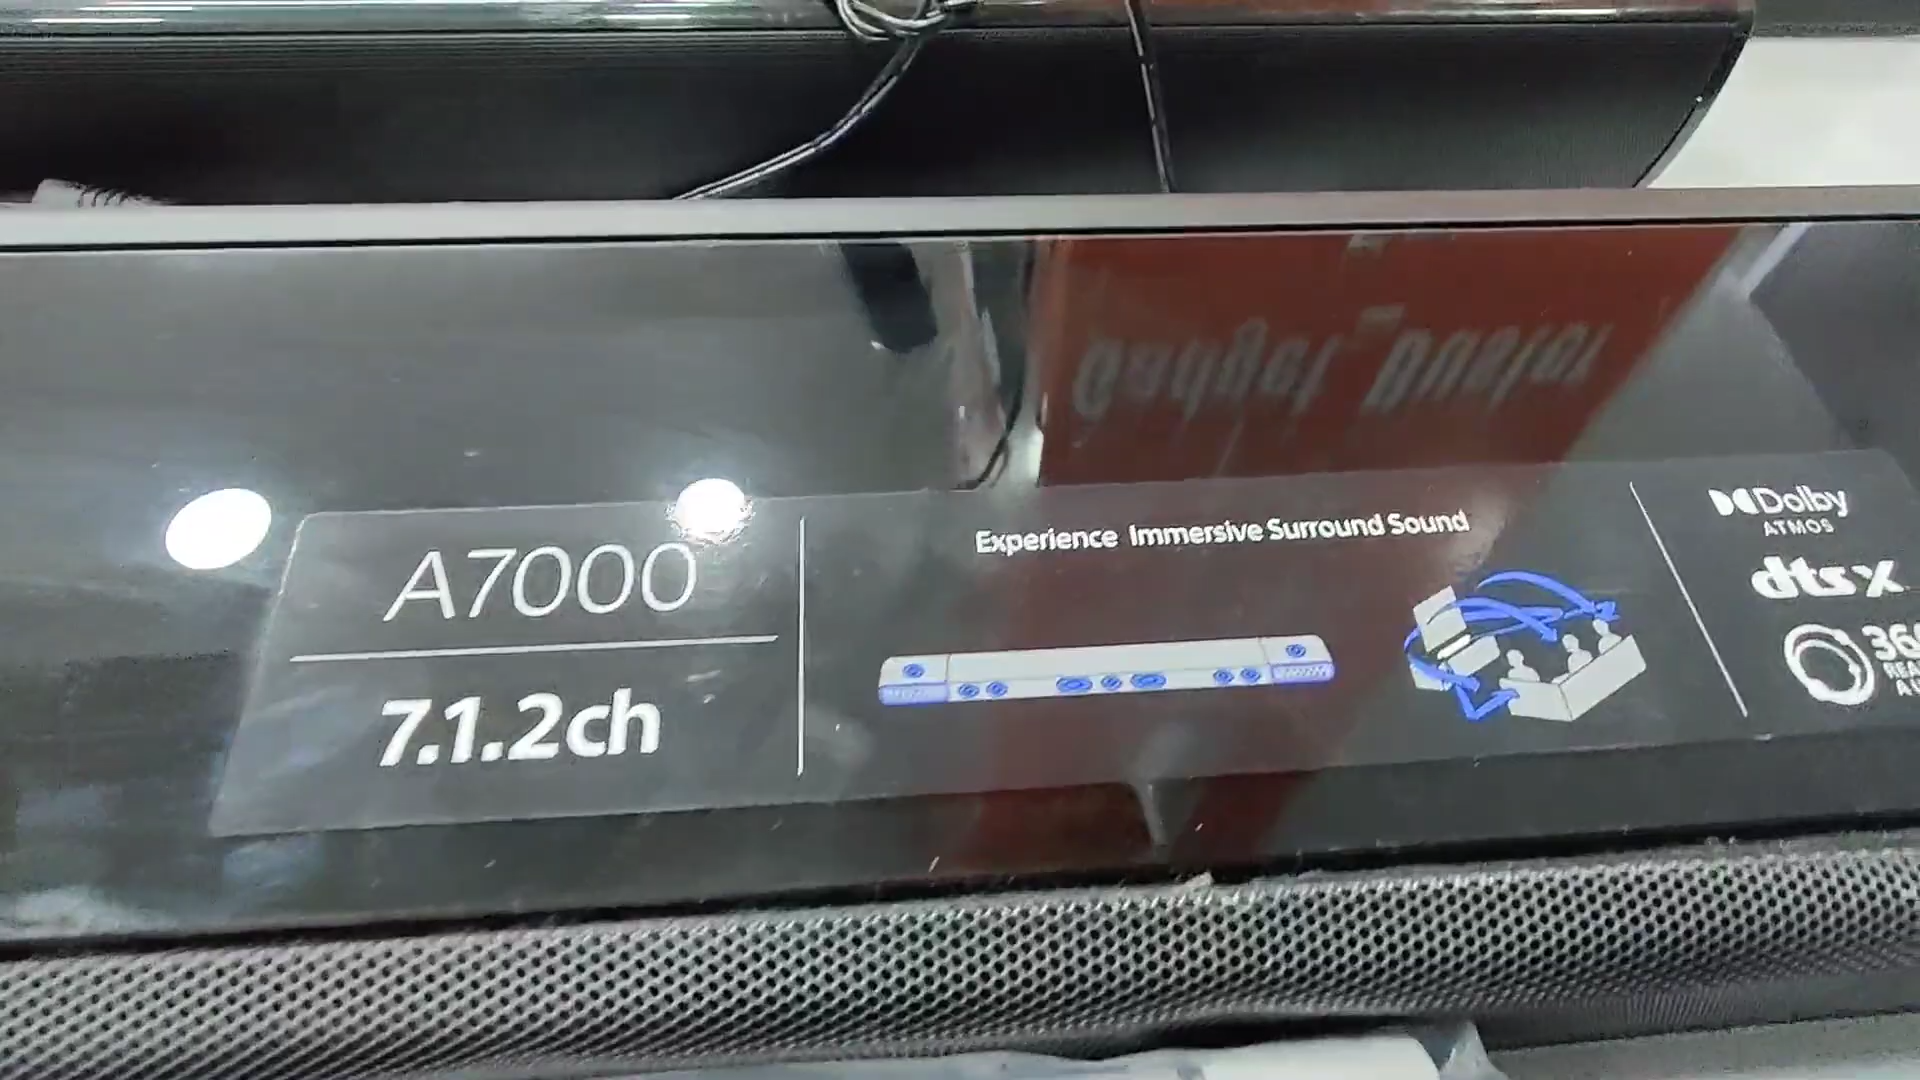 A7000
7.1.2ch
Experience Immersive Surround Sound
Dolby
ATMOS
dts x